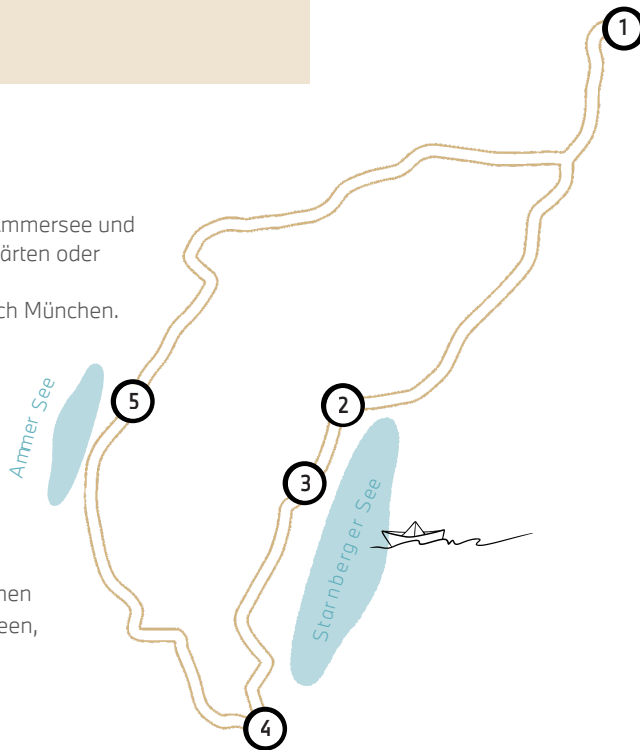 1
Ammersee und
ärten oder
ch München.
Ammer See
5
2
3
Starnberger See
nen
een,
4